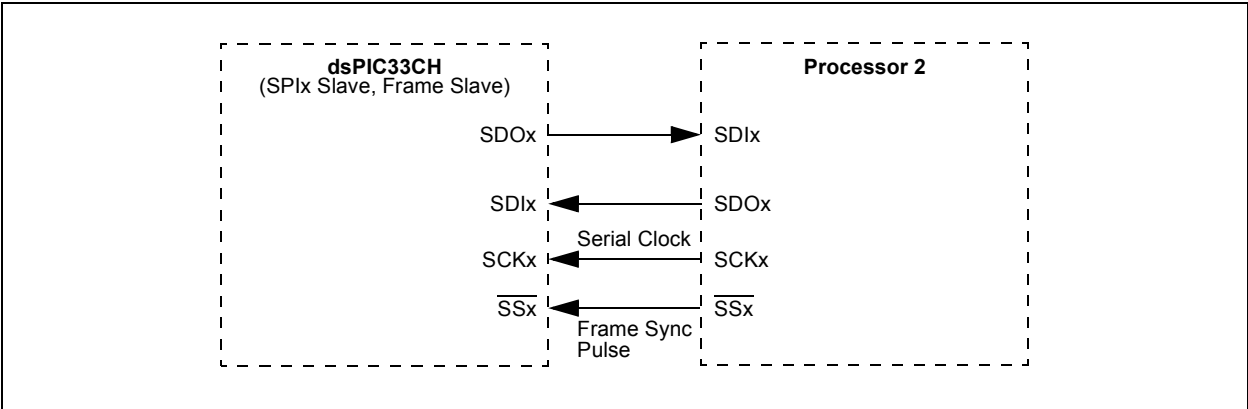 dsPIC33CH
(SPIx Slave, Frame Slave)
Processor 2
SDOx
SDIx
SDIx
SDOx
Serial Clock
SCKx
SCKx
SSx
SSx
Frame Sync
Pulse